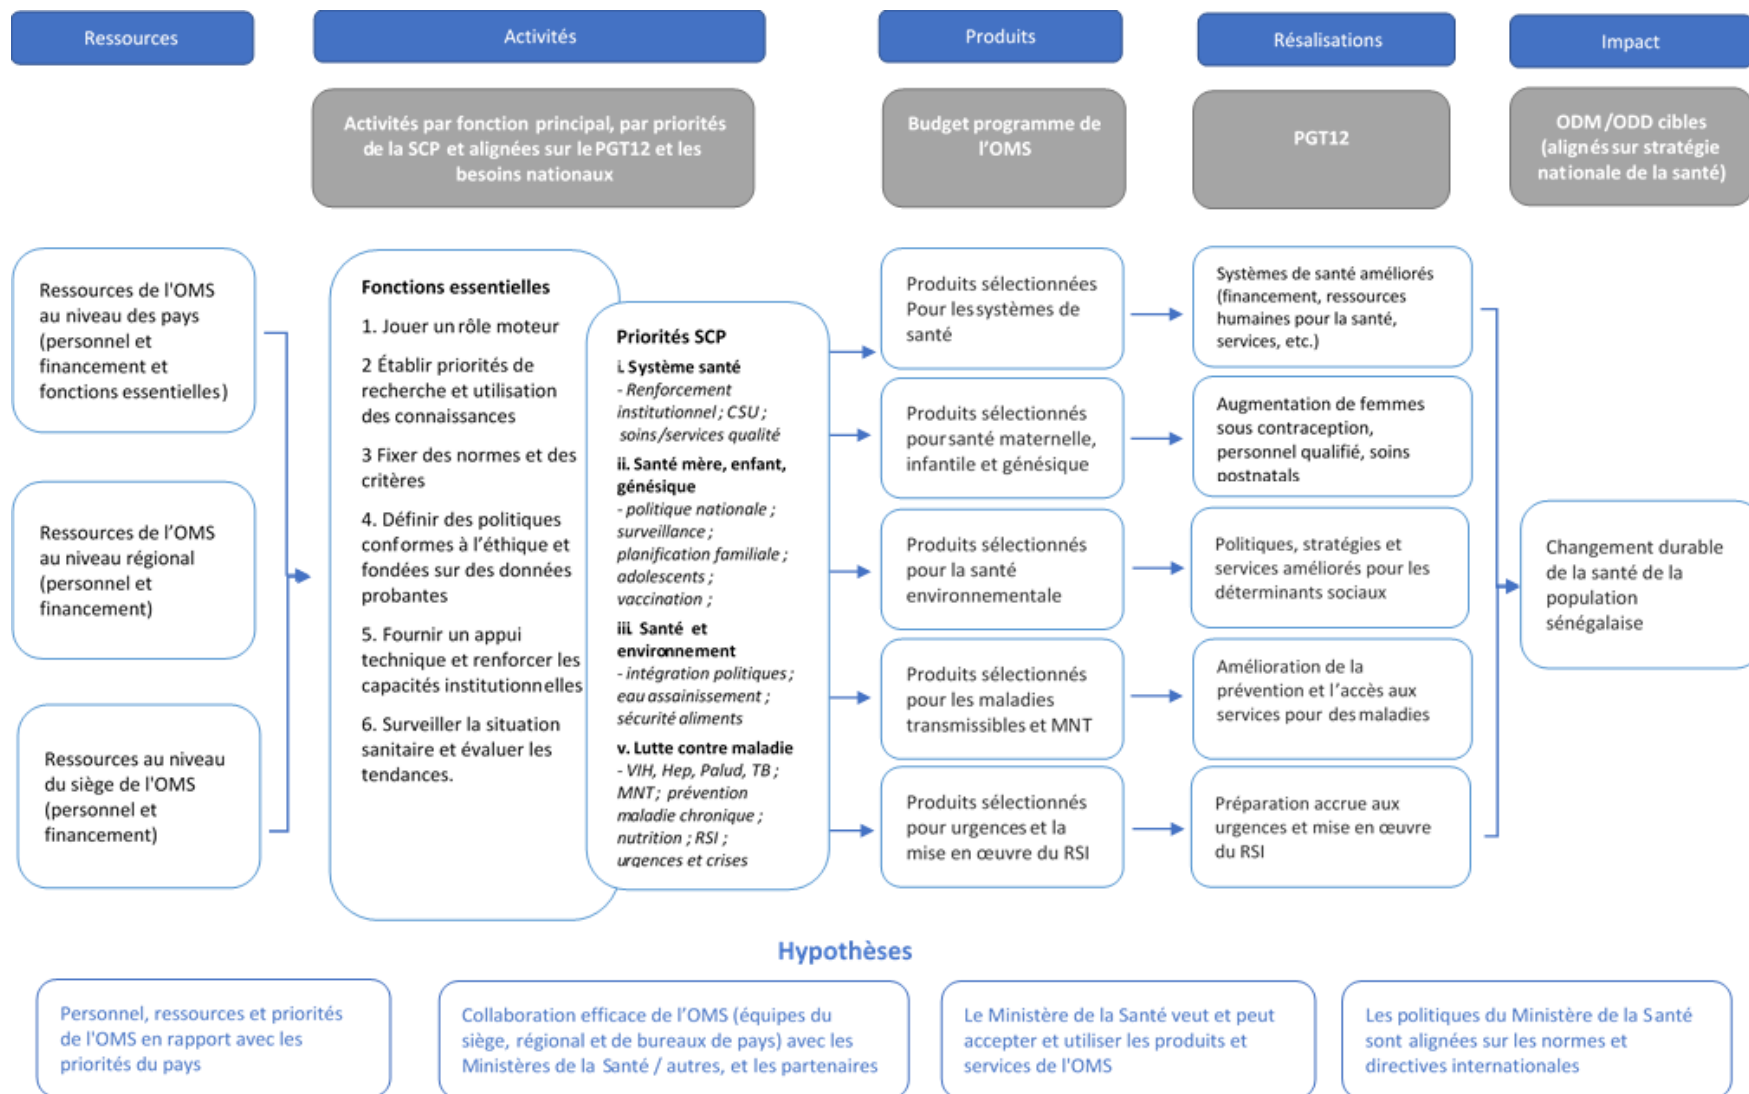 Ressources
Activités
Produits
Résalisations
Impact
Activités par fonction principal, par priorités
de la SCP et alignées sur le PGT12 et les
besoins nationaux
Budget programme de
l'OMS
PGT12
ODM /ODD cibles
(alignés sur stratégie
nationale de la santé)
Ressources de l'OMS
au niveau des pays
(personnel et
financement et
fonctions essentielles)
Ressources de l'OMS
au niveau régional
(personnel et
financement)
Ressources au niveau
du siège de l'OMS
(personnel et
financement)
Fonctions essentielles
1. Jouer un rôle moteur
2 Établir priorités de
recherche et utilisation
des connaissances
3 Fixer des normes et des
critères
4. Définir des politiques
conformes à l'éthique et
fondées sur des données
probantes
5. Fournir un appui
technique et renforcer les
capacités institutionnelles
6. Surveiller la situation
sanitaire et évaluer les
tendances.
Priorités SCP
i. Système santé
- Renforcement
institutionnel ; CSU ;
soins/services qualité
ii. Santé mère, enfant,
génésique
- politique nationale ;
surveillance ;
planification familiale ;
adolescents ;
vaccination ;
iii. Santé et
environnement
- intégration politiques ;
eau assainissement ;
sécurité aliments
v. Lutte contre maladie
- VIH, Hep, Palud, TB ;
MNT ; prévention
maladie chronique ;
nutrition ; RSI ;
urgences et crises
Produits sélectionnées
Pour les systèmes de
santé
Produits sélectionnés
pour santé maternelle,
infantile et génésique
Produits sélectionnés
pour la santé
environnementale
Produits sélectionnés
pour les maladies
transmissibles et MNT
Produits sélectionnés
pour urgences et la
mise en œuvre du RSI
Systèmes de santé améliorés
(financement, ressources
humaines pour la santé,
services, etc.)
Augmentation de femmes
sous contraception,
personnel qualifié, soins
postnatals
Politiques, stratégies et
services améliorés pour les
déterminants sociaux
Amélioration de la
prévention et l'accès aux
services pour des maladies
Préparation accrue aux
urgences et mise en œuvre
du RSI
Changement durable
de la santé de la
population
sénégalaise
Hypothèses
Personnel, ressources et priorités
de l'OMS en rapport avec les
priorités du pays
Collaboration efficace de l'OMS (équipes du
siège, régional et de bureaux de pays) avec les
Ministères de la Santé / autres, et les partenaires
Le Ministère de la Santé veut et peut
accepter et utiliser les produits et
services de l'OMS
Les politiques du Ministère de la Santé
sont alignées sur les normes et
directives internationales